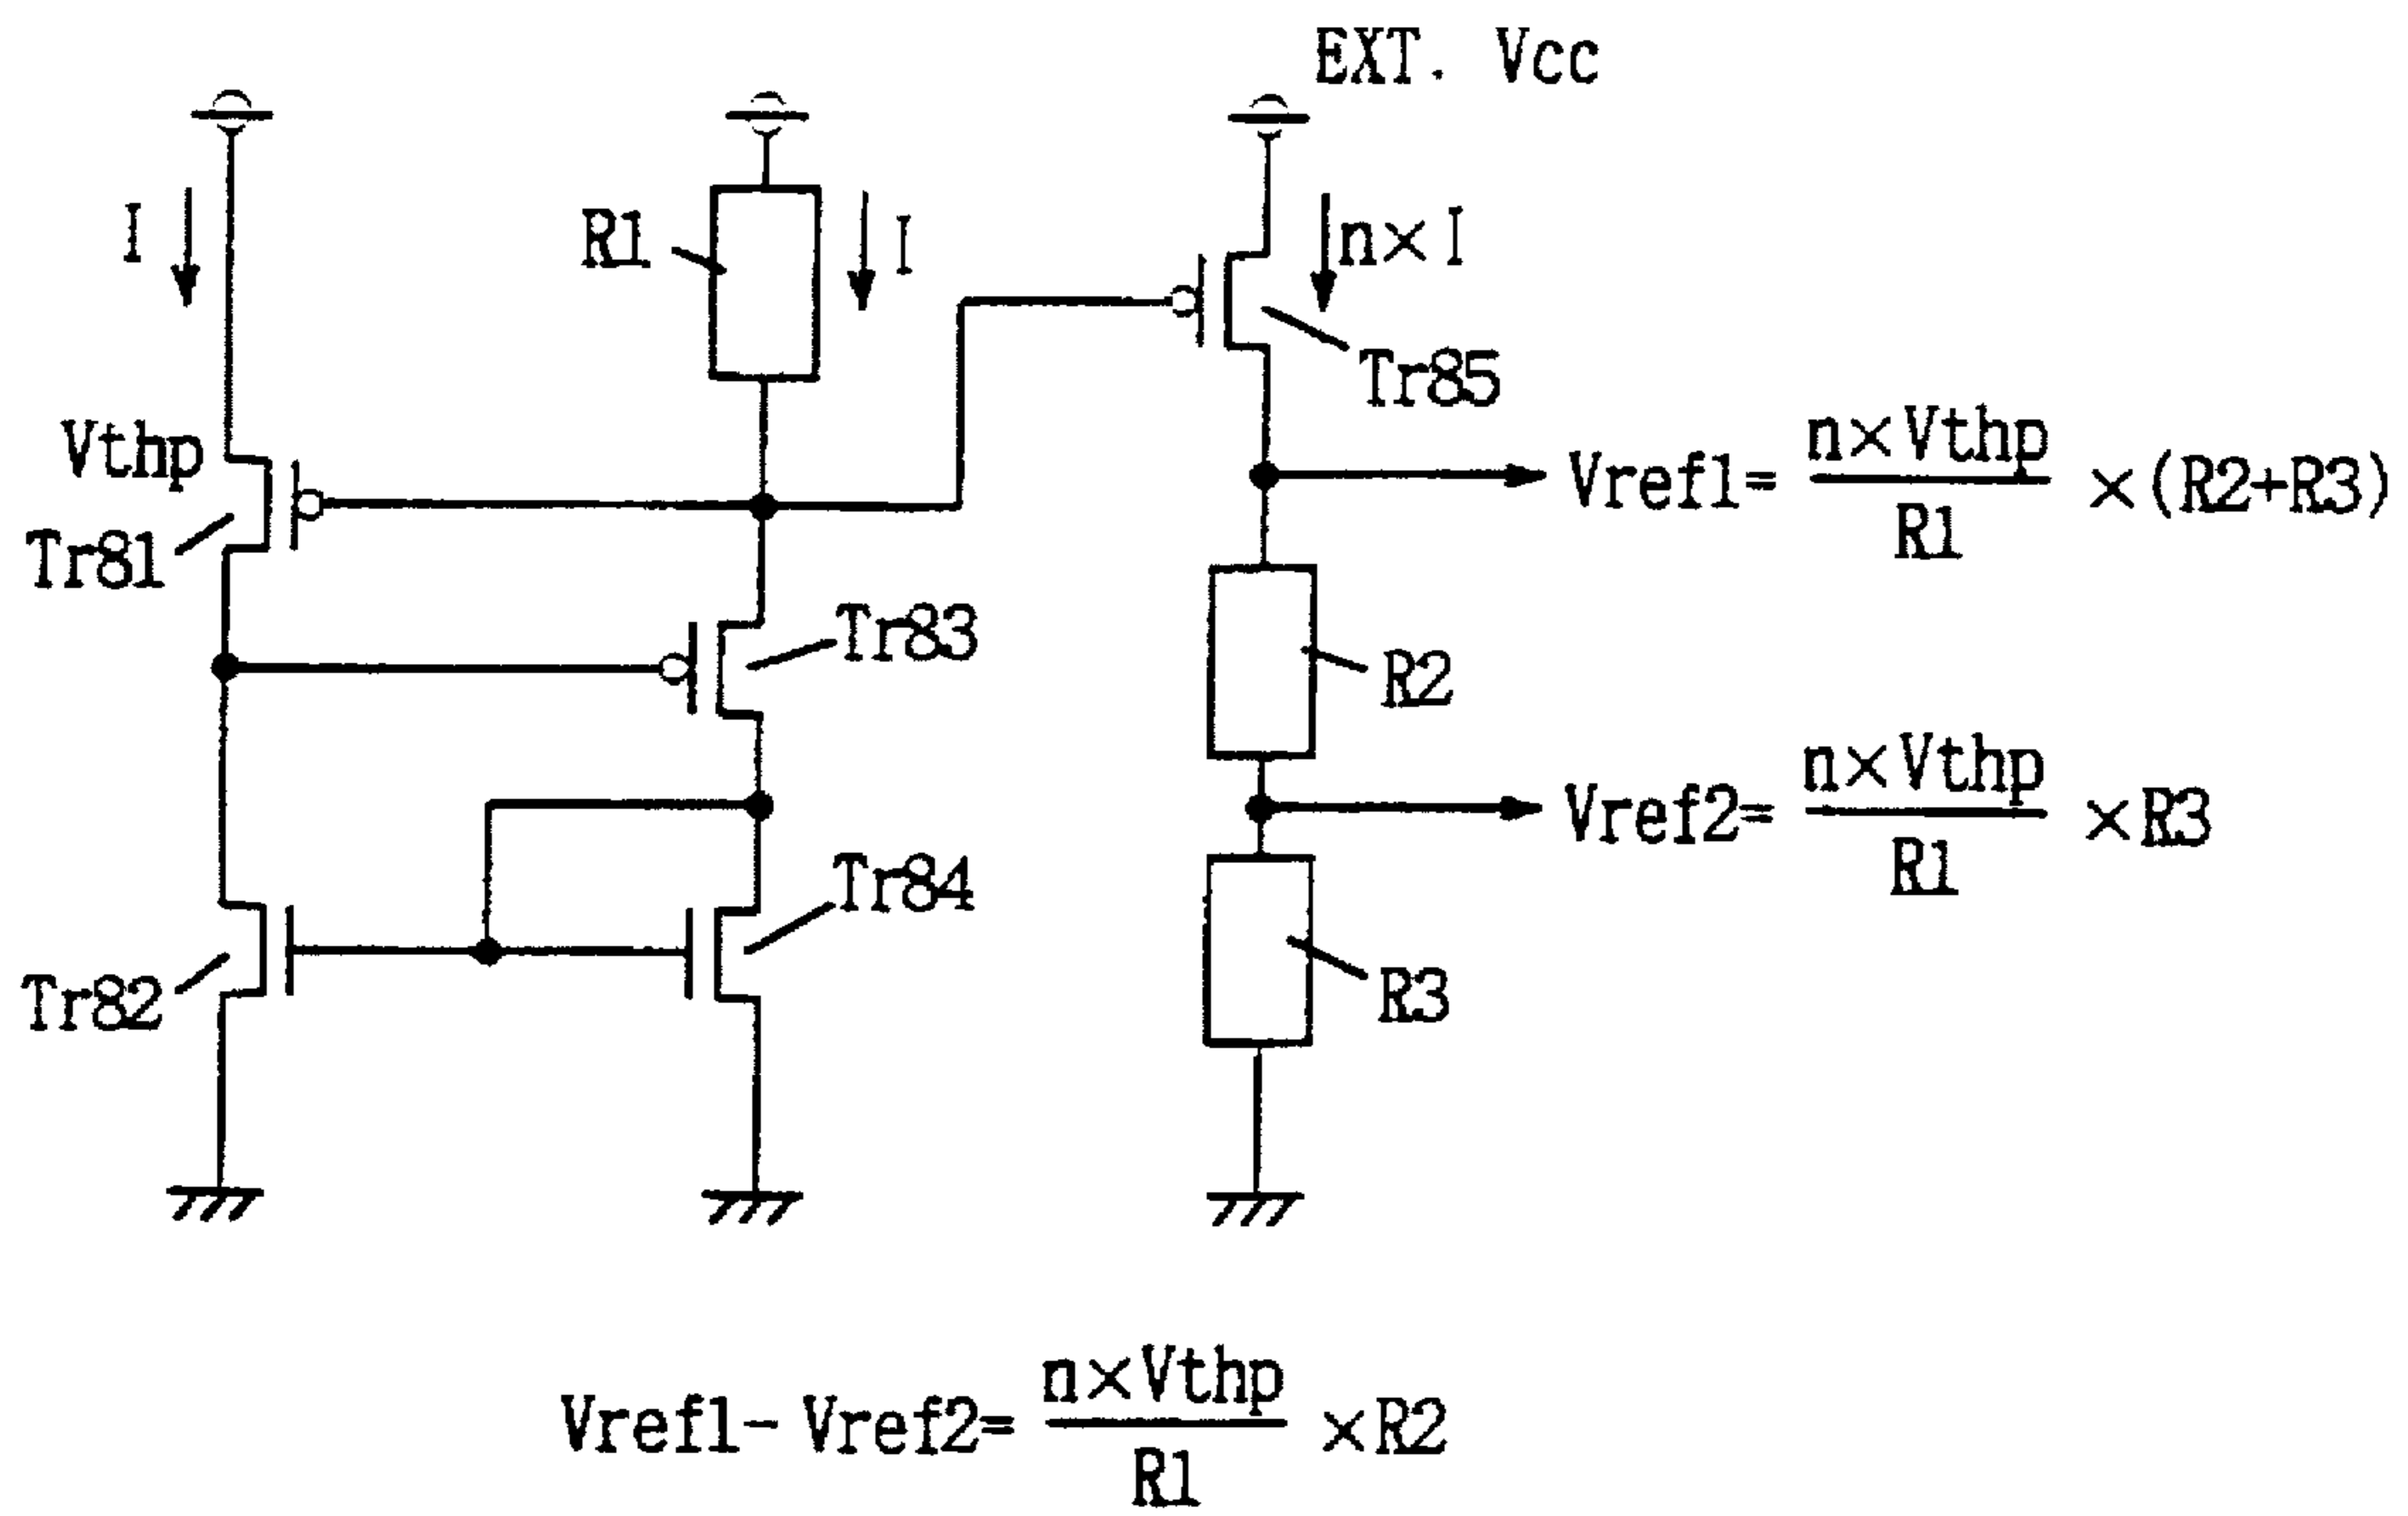 EXT. Vcc
I
R1
I
n×I
Tr85
Vthp
Tr81
Vref1= n×Vthp/R1 ×(R2+R3)
Tr83
R2
Vref2= n×Vthp/R1 ×R3
Tr84
Tr82
R3
Vref1-Vref2= n×Vthp/R1 ×R2